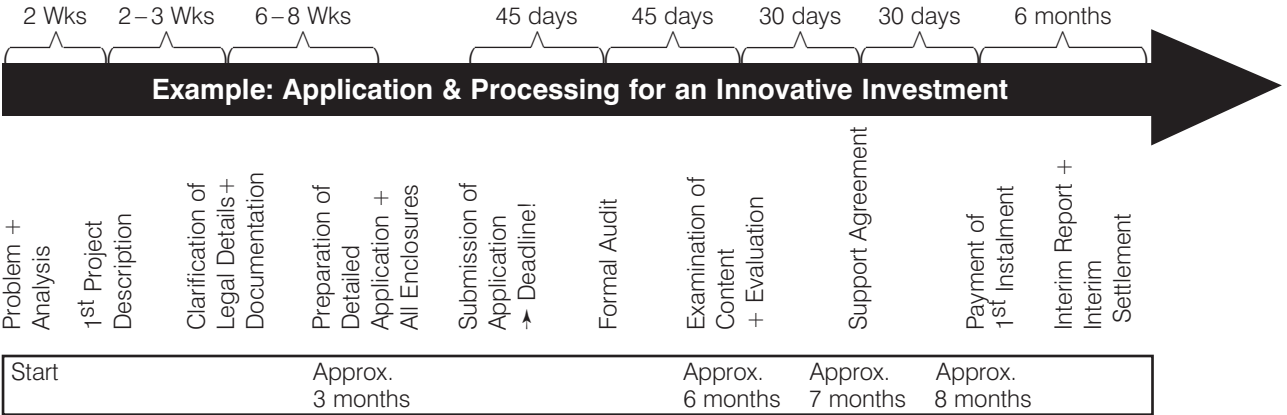 2 Wks
2–3 Wks
6–8 Wks
45 days
45 days
30 days
30 days
6 months
Example: Application & Processing for an Innovative Investment
Problem +
Analysis
1st Project
Description
Clarification of
Legal Details+
Documentation
Preparation of
Detailed
Application +
All Enclosures
Submission of
Application
➛ Deadline!
Formal Audit
Examination of
Content
+ Evaluation
Support Agreement
Payment of
1st Instalment
Interim Report +
Interim
Settlement
Start
Approx.
3 months
Approx.
6 months
Approx.
7 months
Approx.
8 months